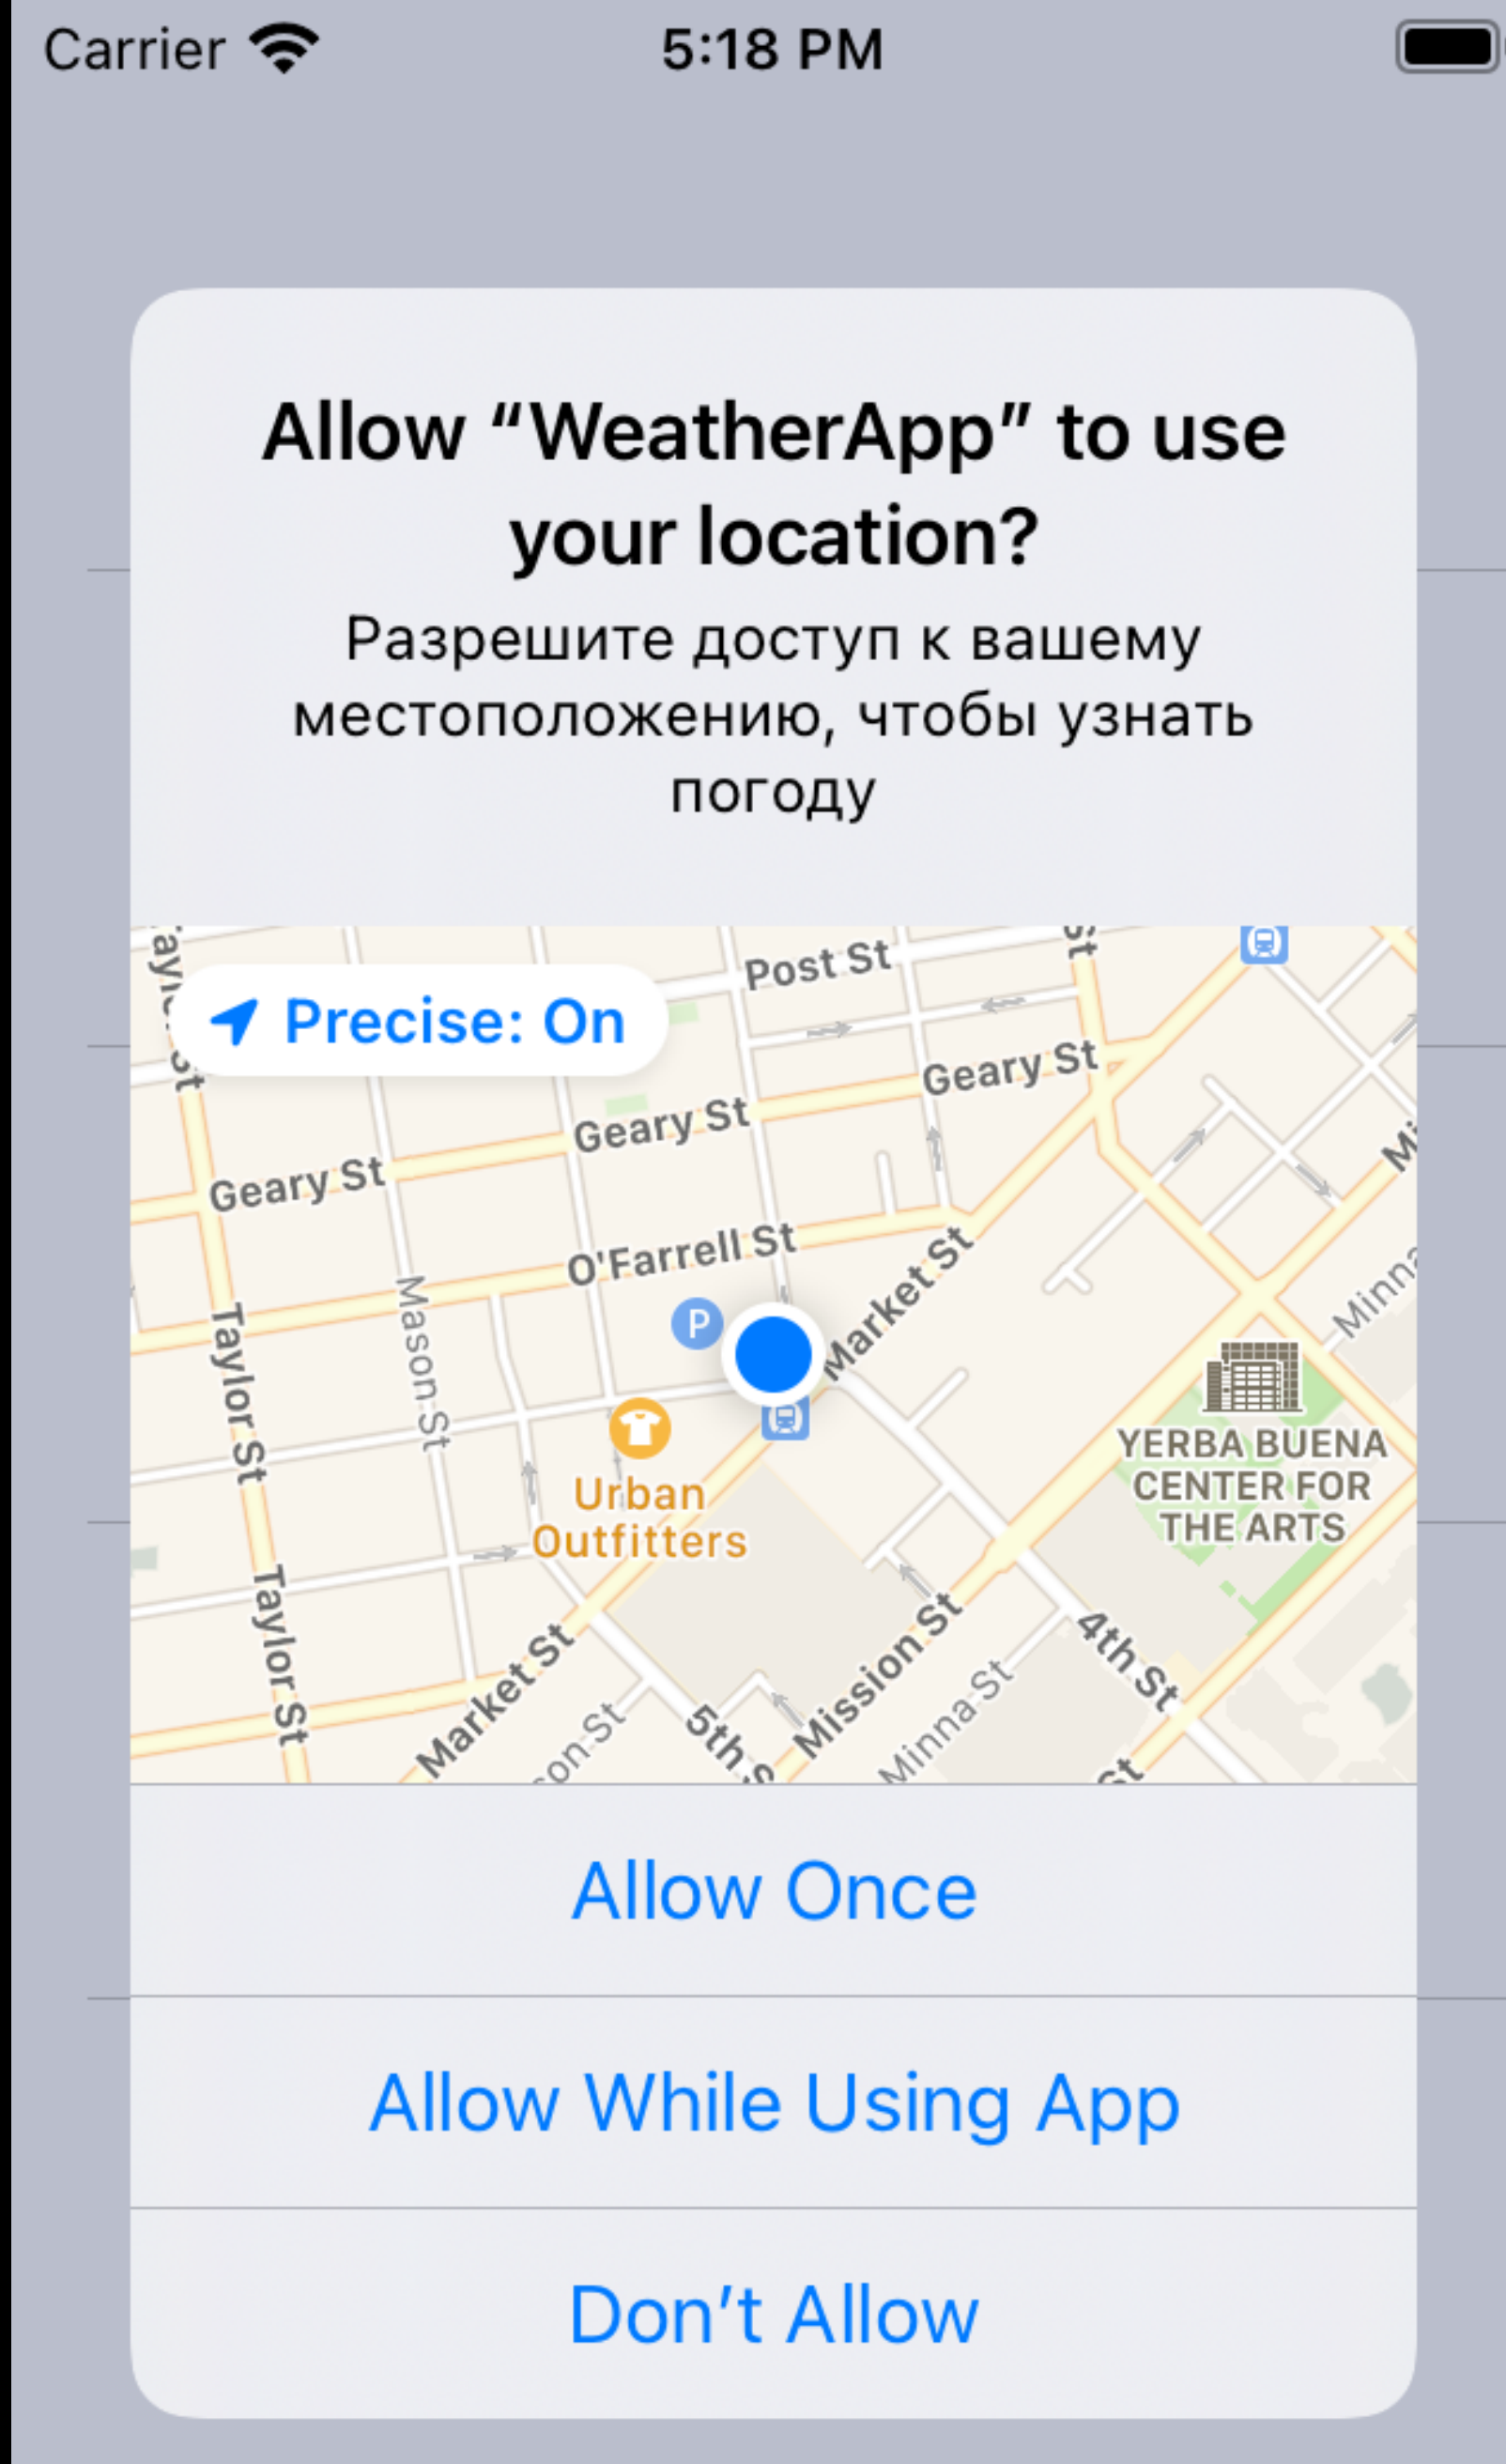 Carrier
5:18 PM
Allow “WeatherApp” to use
your location?
Разрешите доступ к вашему
местоположению, чтобы узнать
погоду
Precise: On
Post St
Geary St
Geary St
Geary St
O'Farrell St
Market St
Mason St
Taylor St
P
Minna
Urban
Outfitters
YERBA BUENA
CENTER FOR
THE ARTS
Taylor St
Market St
5th S
Mission St
Minna St
4th St
St
Allow Once
Allow While Using App
Don’t Allow